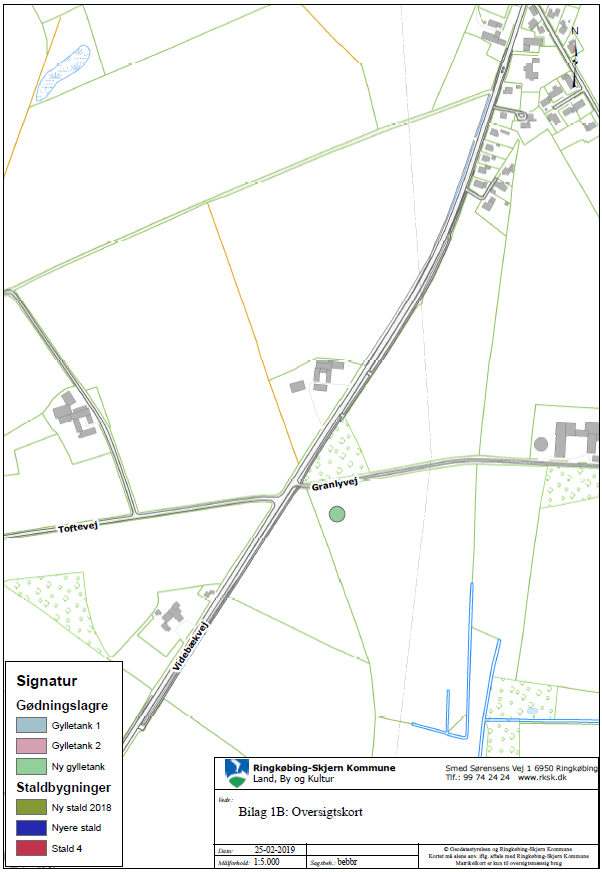 N
Granlyvej
Toftevej
Videbækvej
Signatur
Gødningslagre
Gylletank 1
Gylletank 2
Ny gylletank
Staldbygninger
Ny stald 2018
Nyere stald
Stald 4
Ringkøbing-Skjern Kommune
Land, By og Kultur
Smed Sørensens Vej 1 6950 Ringkøbing
Tlf.: 99 74 24 24 www.rksk.dk
Vedr.:
Bilag 1B: Oversigtskort
Dato: 25-02-2019
Målforhold: 1:5.000
Sagsbeh.: bebbr
© Geodatastyrelsen og Ringkøbing-Skjern Kommune
Kortet må alene anv. iflg. aftale med Ringkøbing-Skjern Kommune
Matrikelkort er kun til oversigtsmæssig brug